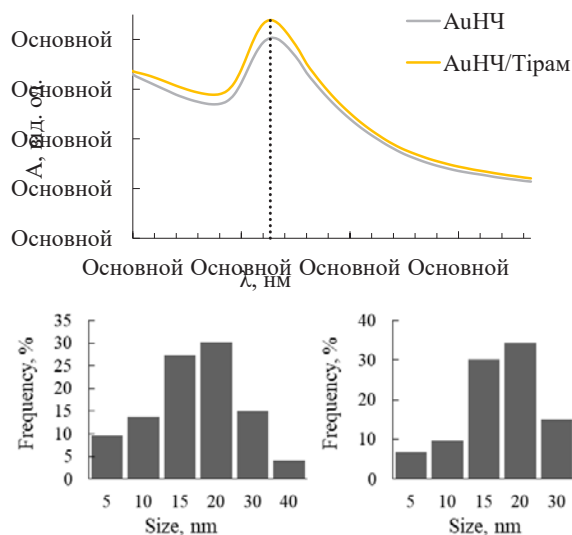 АuНЧ
АuНЧ/Тірам
А, від. од.
Основной
Основной
Основной
Основной
Основной
Основной Основной Основной Основной
λ, нм
Frequency, %
35
30
25
20
15
10
5
0
5 10 15 20 30 40
Size, nm
Frequency, %
40
30
20
10
0
5 10 15 20 30
Size, nm